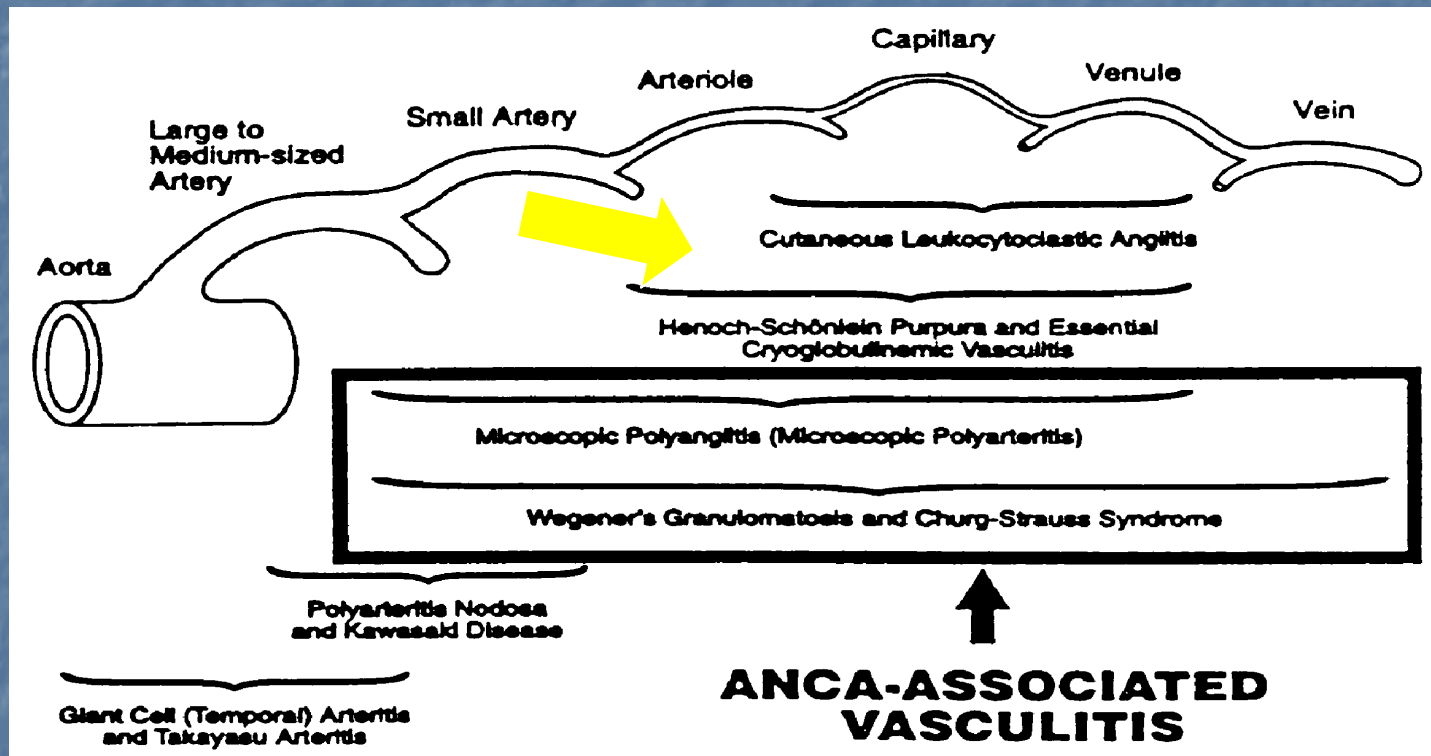 Capillary
Arteriole
Venule
Small Artery
Vein
Large to
Medium-sized
Artery
Aorta
Cutaneous Leukocytoclastic Angiitis
Henoch-Schönlein Purpura and Essential
Cryoglobulinemic Vasculitis
Microscopic Polyangiitis (Microscopic Polyarteritis)
Wegener's Granulomatosis and Churg-Strauss Syndrome
Polyarteritis Nodosa
and Kawasaki Disease
Giant Cell (Temporal) Arteritis
and Takayasu Arteritis
ANCA-ASSOCIATED
VASCULITIS